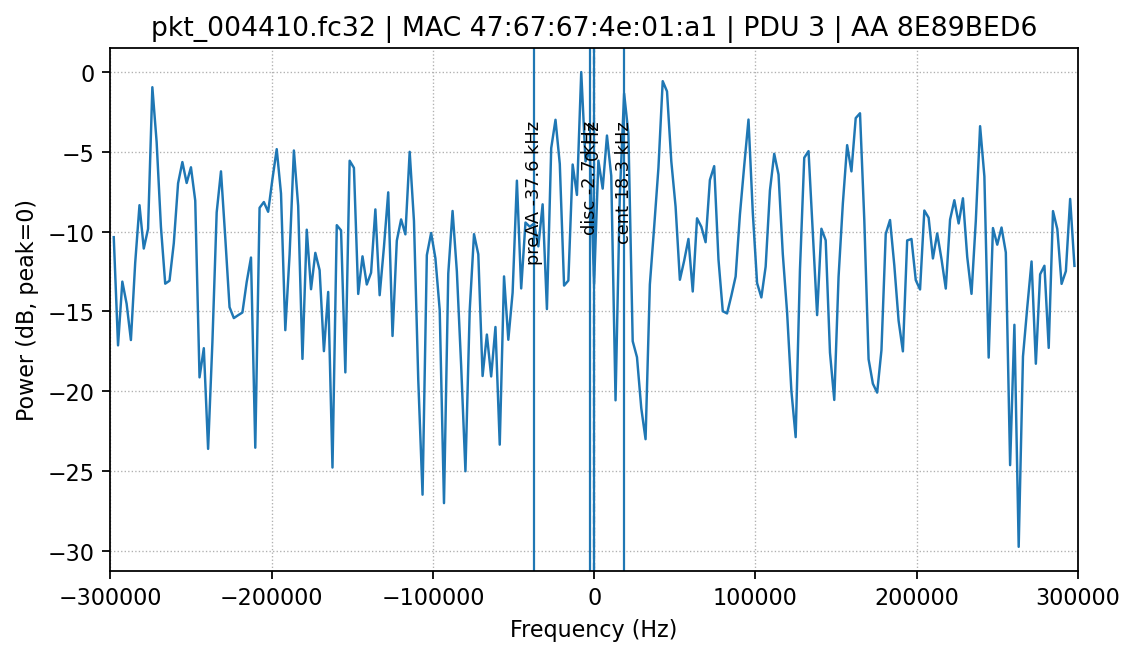 pkt_004410.fc32 | MAC 47:67:67:4e:01:a1 | PDU 3 | AA 8E89BED6
Power (dB, peak=0)
0
−5
−10
−15
−20
−25
−30
preAA -37.6 kHz
disc -2.7 kHz
cent 18.3 kHz
−300000
−200000
−100000
0
100000
200000
300000
Frequency (Hz)